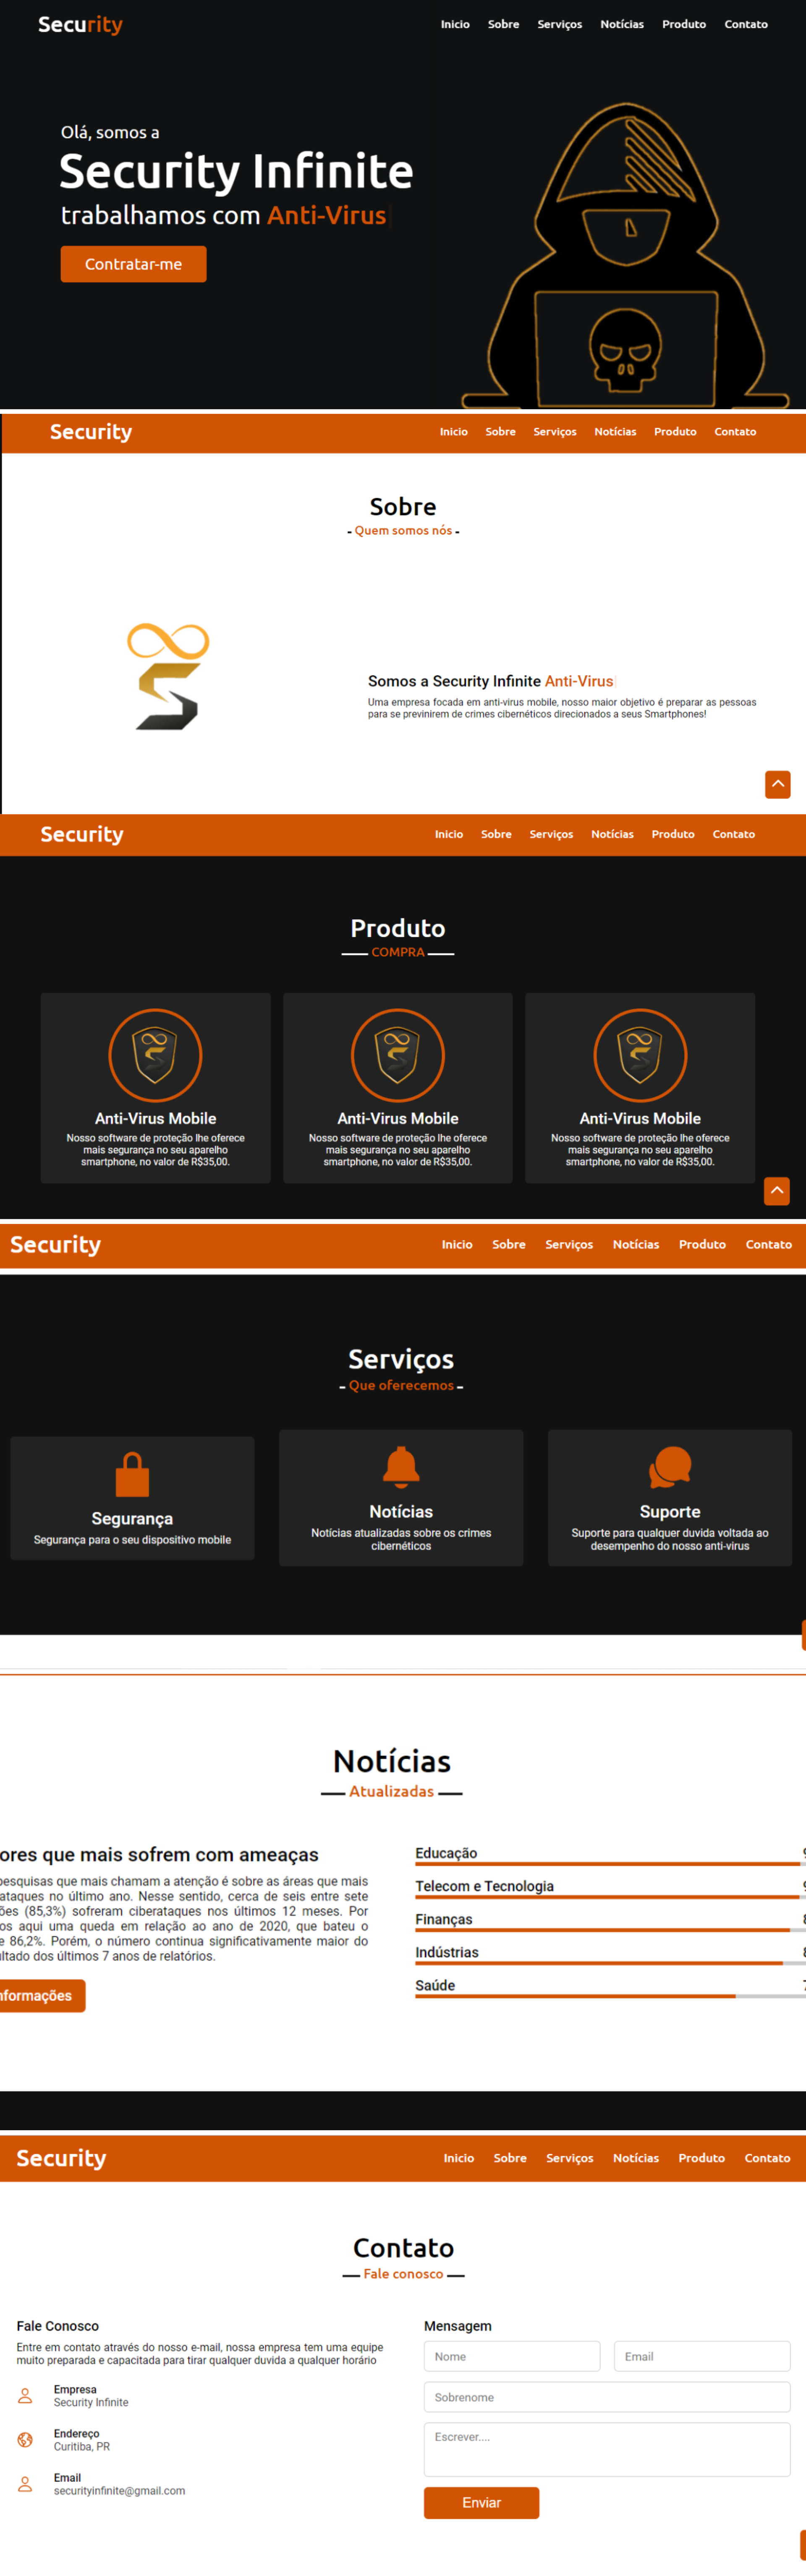 Security
Inicio Sobre Serviços Notícias Produto Contato
Olá, somos a
Security Infinite
trabalhamos com Anti-Virus
Contratar-me
Security
Inicio Sobre Serviços Notícias Produto Contato
Sobre
- Quem somos nós -
Somos a Security Infinite Anti-Virus
Uma empresa focada em anti-virus mobile, nosso maior objetivo é preparar as pessoas
para se previnirem de crimes cibernéticos direcionados a seus Smartphones!
Security
Inicio Sobre Serviços Notícias Produto Contato
Produto
COMPRA
Anti-Virus Mobile
Nosso software de proteção lhe oferece
mais segurança no seu aparelho
smartphone, no valor de R$35,00.
Anti-Virus Mobile
Nosso software de proteção lhe oferece
mais segurança no seu aparelho
smartphone, no valor de R$35,00.
Anti-Virus Mobile
Nosso software de proteção lhe oferece
mais segurança no seu aparelho
smartphone, no valor de R$35,00.
Security
Inicio Sobre Serviços Notícias Produto Contato
Serviços
- Que oferecemos -
Segurança
Segurança para o seu dispositivo mobile
Notícias
Notícias atualizadas sobre os crimes
cibernéticos
Suporte
Suporte para qualquer duvida voltada ao
desempenho do nosso anti-virus
Notícias
Atualizadas
ores que mais sofrem com ameaças
pesquisas que mais chamam a atenção é sobre as áreas que mais
ataques no último ano. Nesse sentido, cerca de seis entre sete
ões (85,3%) sofreram ciberataques nos últimos 12 meses. Por
os aqui uma queda em relação ao ano de 2020, que bateu o
e 86,2%. Porém, o número continua significativamente maior do
ultado dos últimos 7 anos de relatórios.
nformações
Educação
Telecom e Tecnologia
Finanças
Indústrias
Saúde
Security
Inicio Sobre Serviços Notícias Produto Contato
Contato
Fale conosco
Fale Conosco
Entre em contato através do nosso e-mail, nossa empresa tem uma equipe
muito preparada e capacitada para tirar qualquer duvida a qualquer horário
Empresa
Security Infinite
Endereço
Curitiba, PR
Email
securityinfinite@gmail.com
Mensagem
Nome
Email
Sobrenome
Escrever....
Enviar